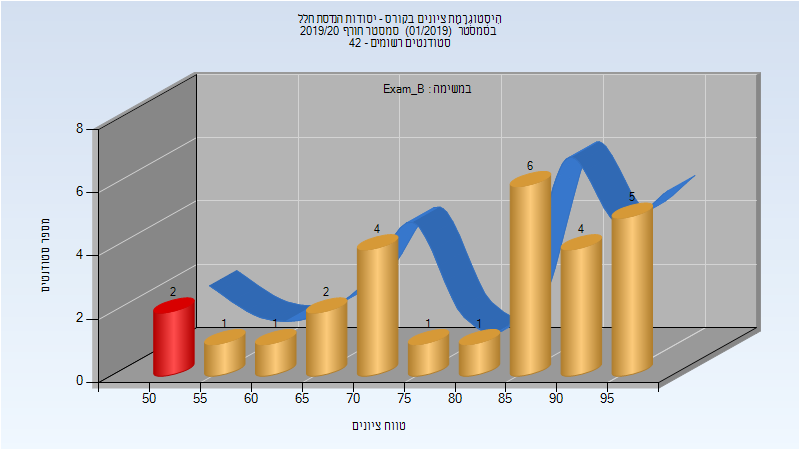 היסטוגרמת ציונים בקורס - יסודות הנדסת חלל
בסמסטר (01/2019) סמסטר חורף 2019/20
סטודנטים רשומים - 42
במשימה : Exam_B
מספר סטודנטים
8
6
4
2
0
2
1
1
2
4
1
1
6
4
5
50 55 60 65 70 75 80 85 90 95
טווח ציונים